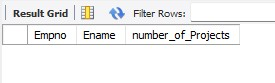 Result Grid Filter Rows:
Empno Ename number_of_Projects